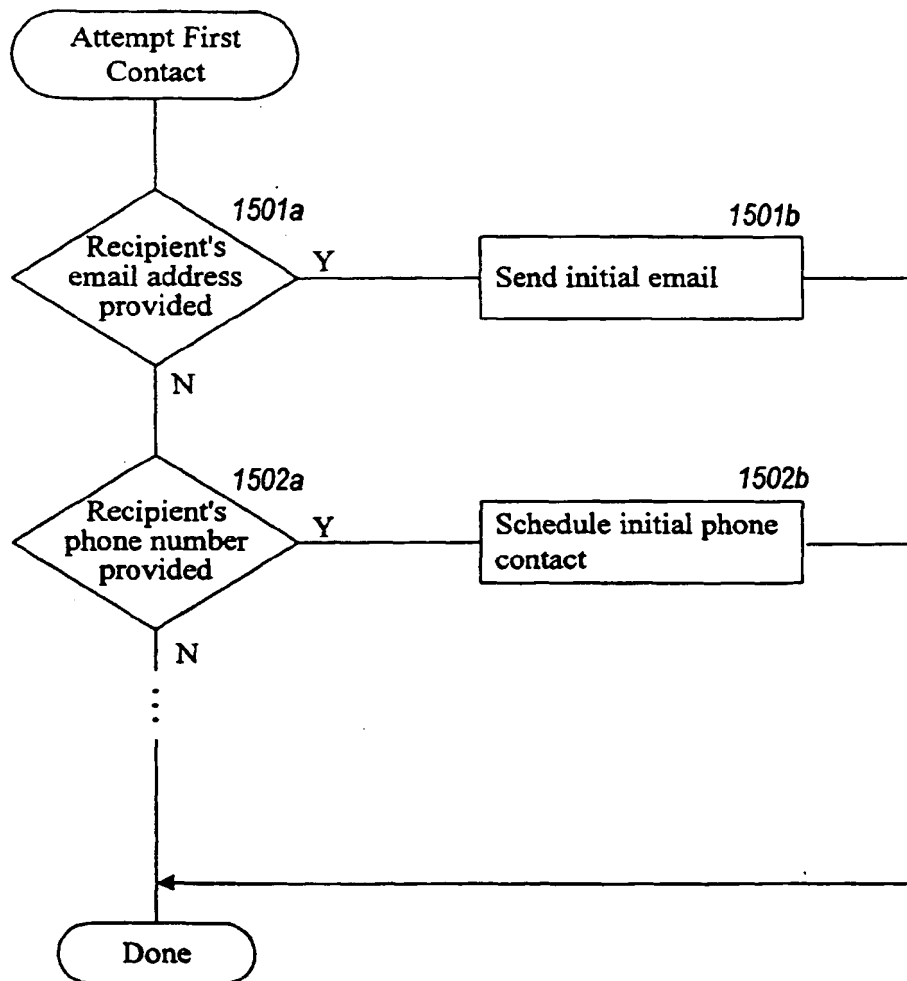 Attempt First
Contact
1501a
Recipient's
email address
provided
Y
1501b
Send initial email
N
1502a
Recipient's
phone number
provided
Y
1502b
Schedule initial phone
contact
N
Done